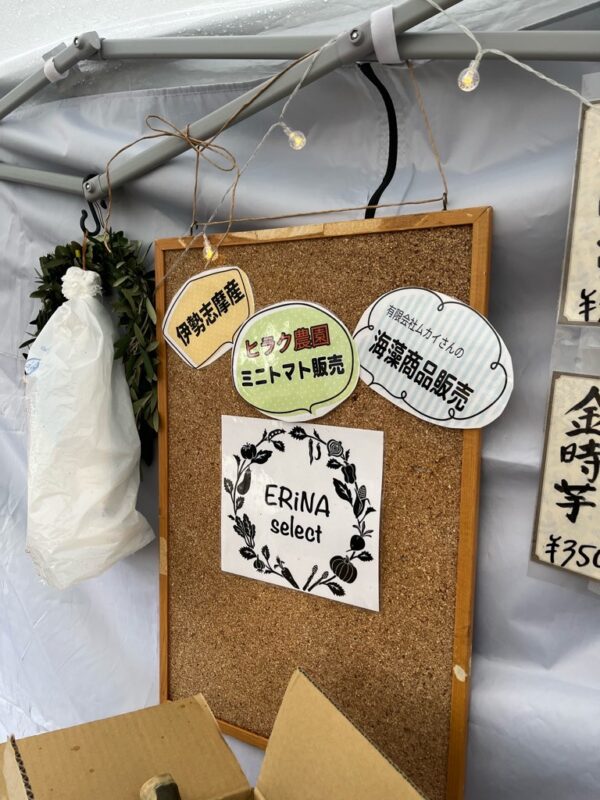 伊勢志摩産
ヒラク農園
ミニトマト販売
有限会社ムカイさんの
海藻商品販売
ERiNA
select
金時芋
¥350